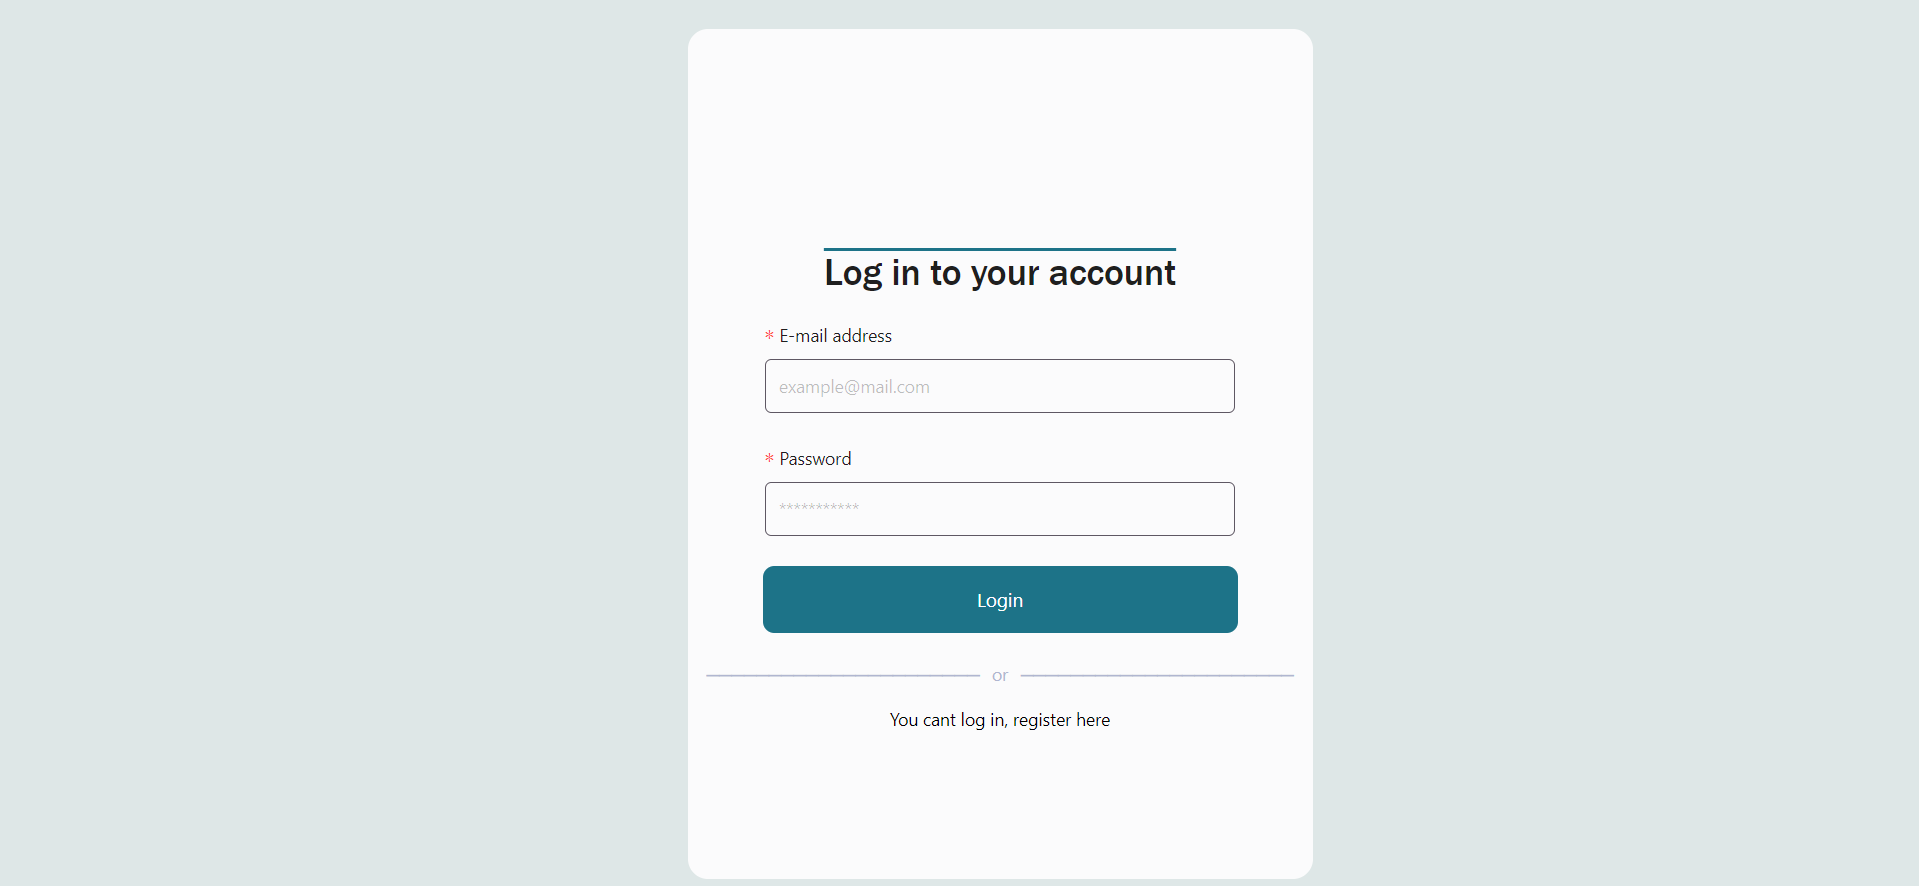 Log in to your account
* E-mail address
example@mail.com
* Password
***********
Login
or
You cant log in, register here